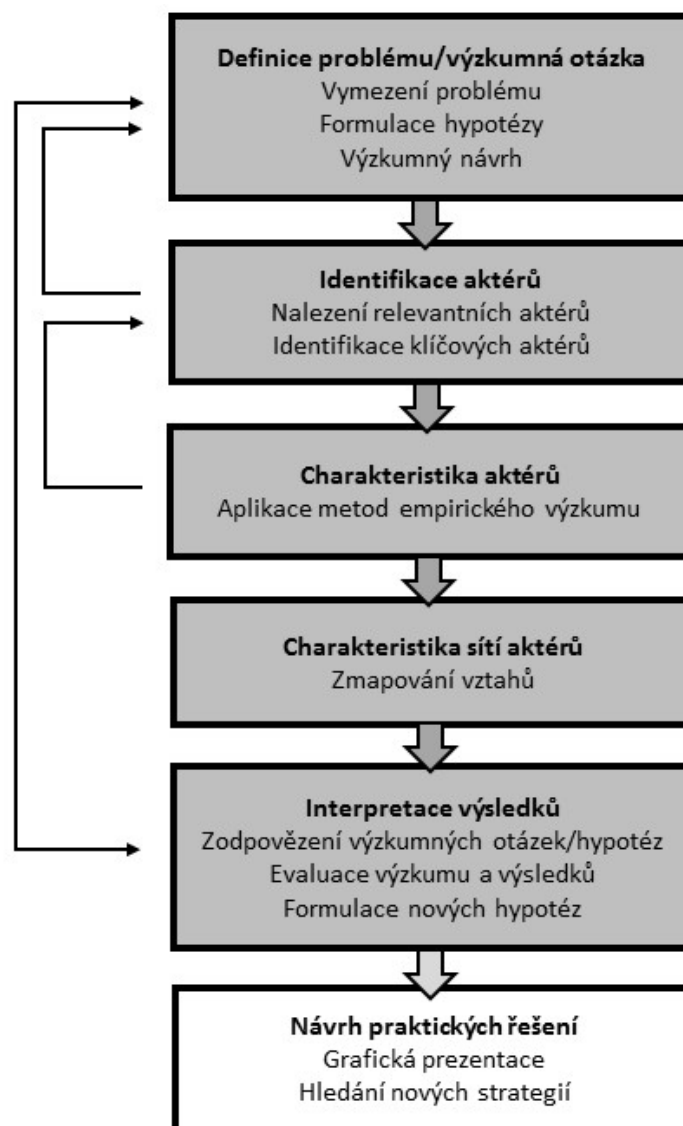 Definice problému/výzkumná otázka
Vymezení problému
Formulace hypotézy
Výzkumný návrh
Identifikace aktérů
Nalezení relevantních aktérů
Identifikace klíčových aktérů
Charakteristika aktérů
Aplikace metod empirického výzkumu
Charakteristika sítí aktérů
Zmapování vztahů
Interpretace výsledků
Zodpovězení výzkumných otázek/hypotéz
Evaluace výzkumu a výsledků
Formulace nových hypotéz
Návrh praktických řešení
Grafická prezentace
Hledání nových strategií